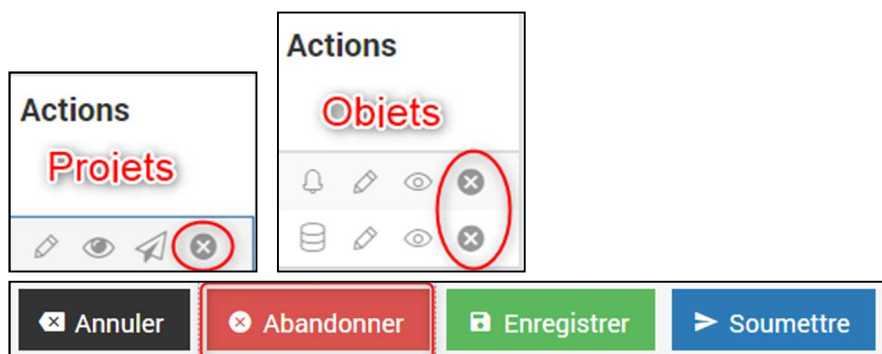 Actions
Projets
Actions
Objets
Annuler
Abandonner
Enregistrer
Soumettre